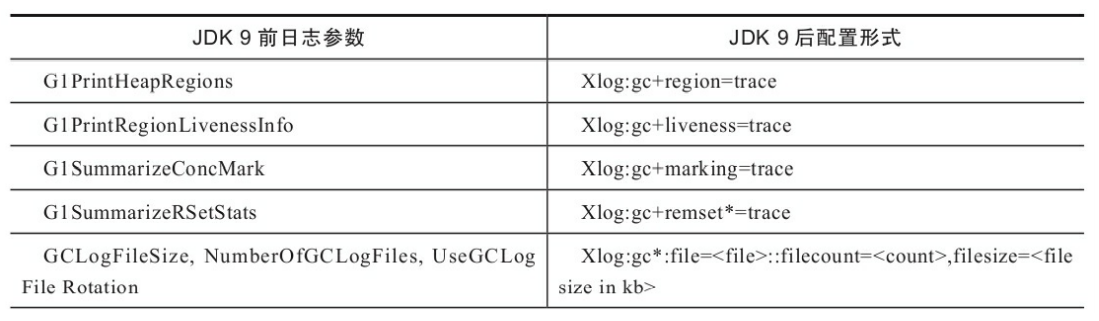 JDK 9 前日志参数
JDK 9 后配置形式
G1PrintHeapRegions
Xlog:gc+region=trace
G1PrintRegionLivenessInfo
Xlog:gc+liveness=trace
G1SummarizeConcMark
Xlog:gc+marking=trace
G1SummarizeRSetStats
Xlog:gc+remset*=trace
GCLogFileSize, NumberOfGCLogFiles, UseGCLog
File Rotation
Xlog:gc*:file=<file>::filecount=<count>,filesize=<file
size in kb>